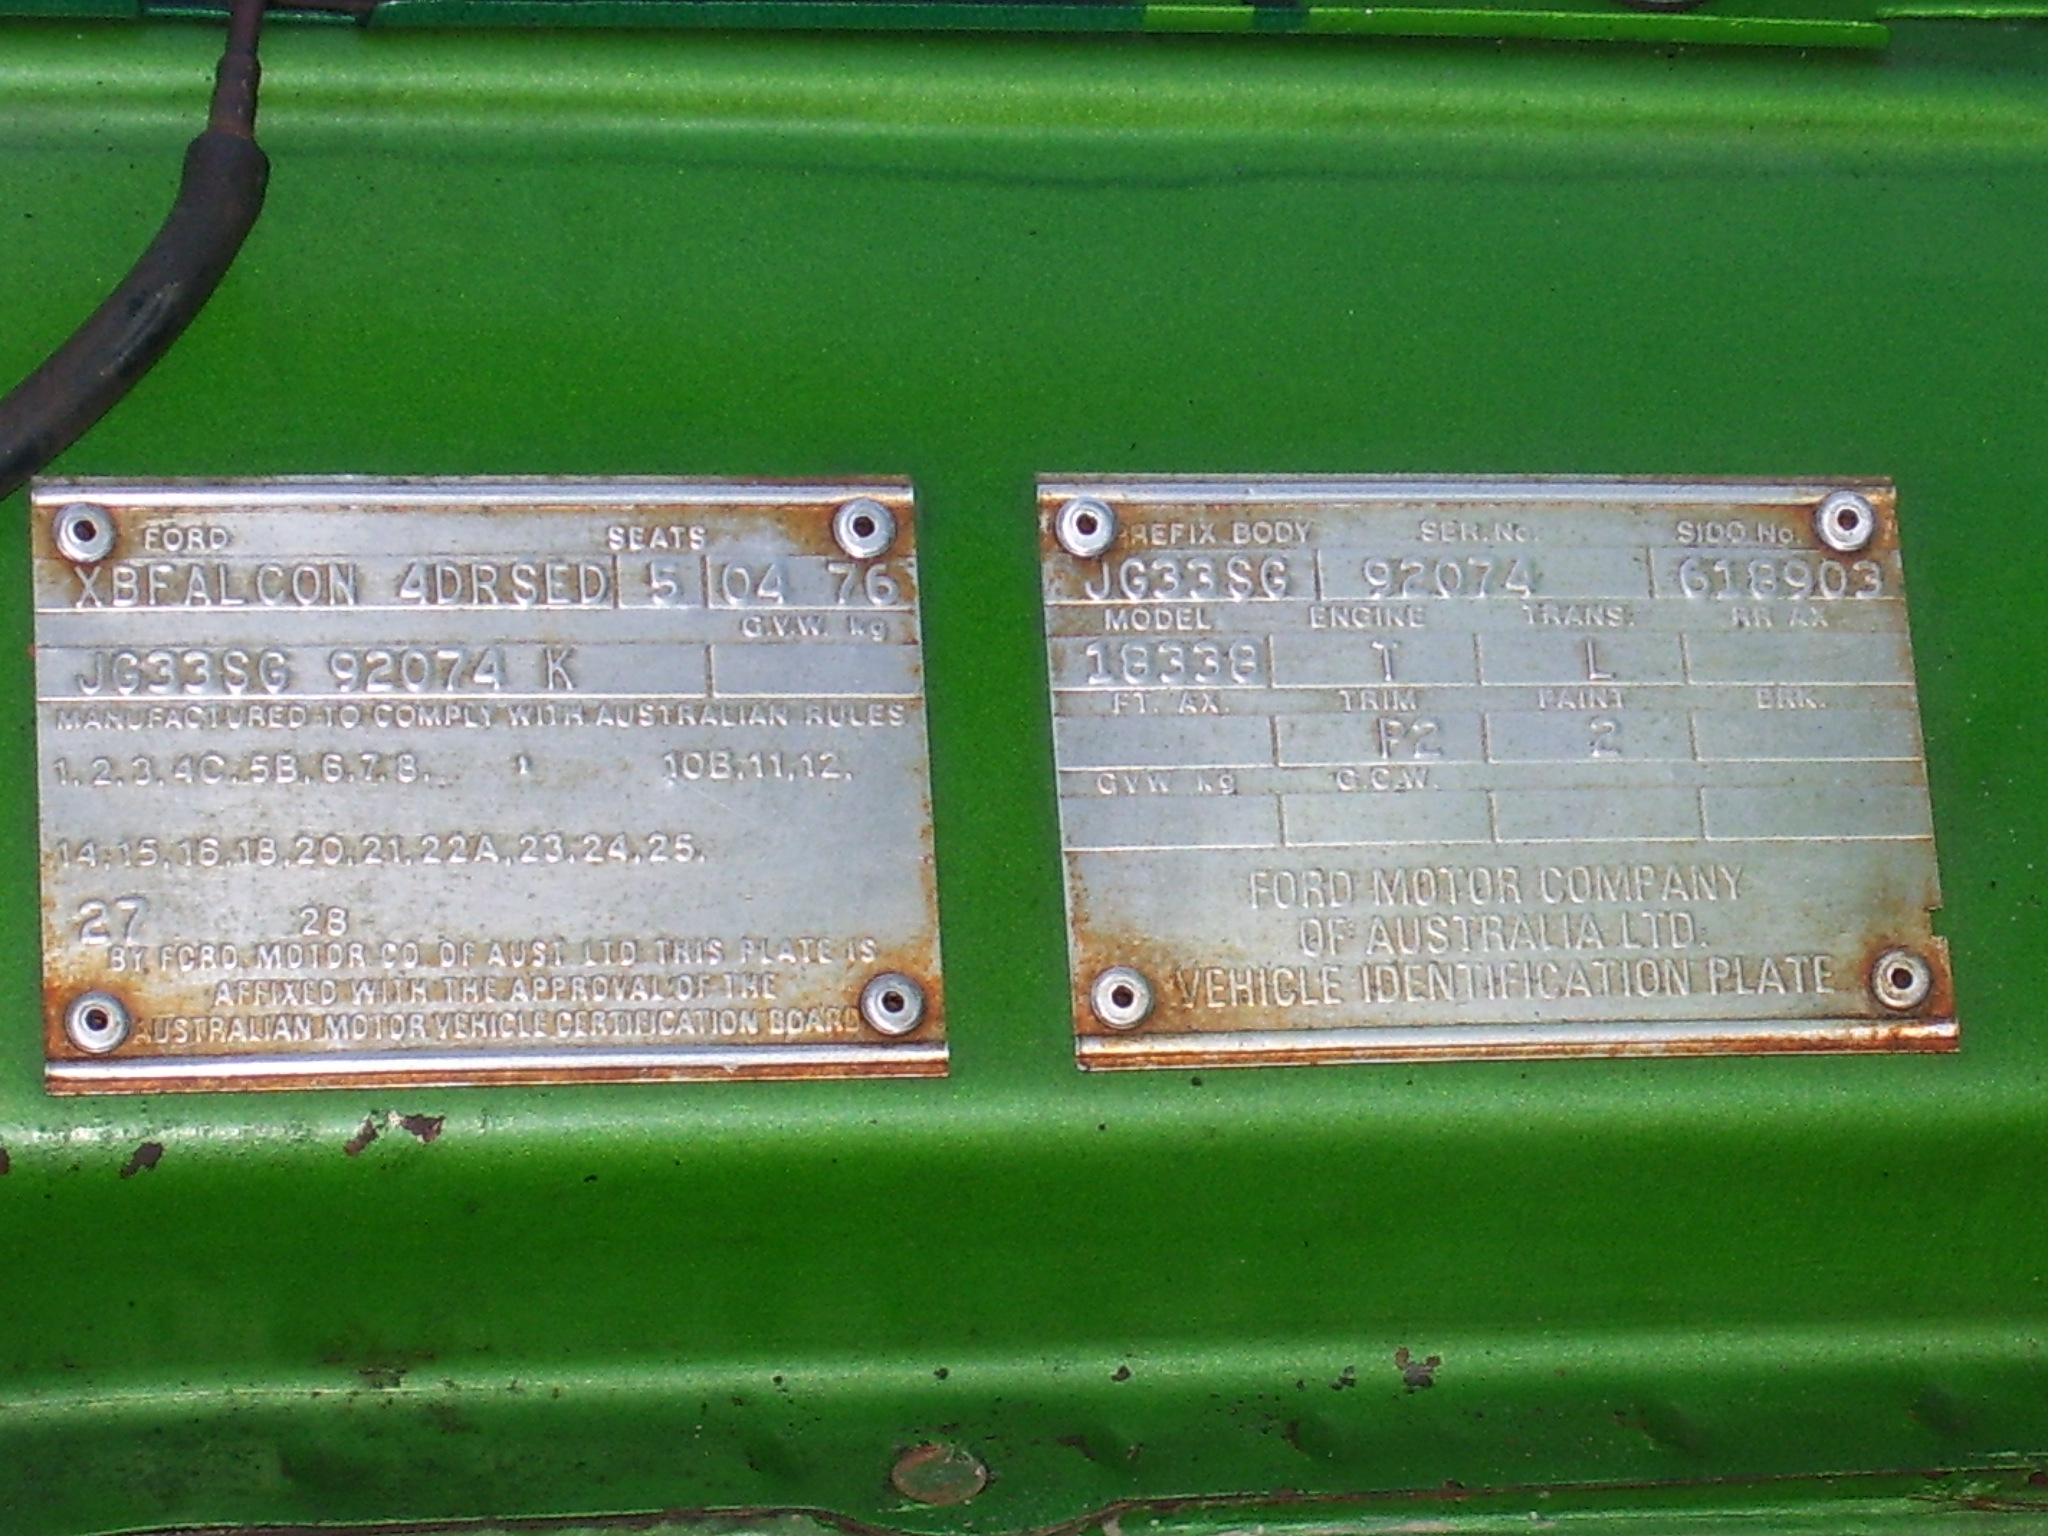 FORD SEATS
XBFALCON 4DRSED 5 04 76
G.V.W. kg
JG33SG 92074 K
MANUFACTURED TO COMPLY WITH AUSTRALIAN RULES
1.2.3.4C.5B.6.7.8. 10B.11.12.
14.15.16.18.20.21.22A.23.24.25.
27 28
BY FORD MOTOR CO. OF AUST. LTD THIS PLATE IS
AFFIXED WITH THE APPROVAL OF THE
AUSTRALIAN MOTOR VEHICLE CERTIFICATION BOARD
PREFIX BODY SER. No. SIDO No.
JG33SG 92074 618903
MODEL ENGINE TRANS. RR AX
18338 T L
FT. AX. TRIM PAINT BRK.
P2 2
GVW kg G.C.W.
FORD MOTOR COMPANY
OF AUSTRALIA LTD.
VEHICLE IDENTIFICATION PLATE